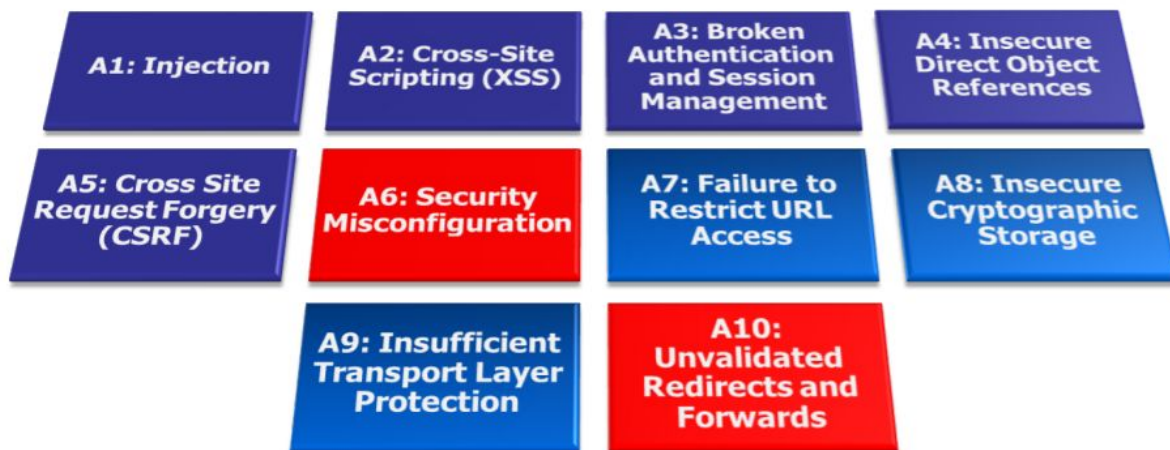 A1: Injection
A2: Cross-Site
Scripting (XSS)
A3: Broken
Authentication
and Session
Management
A4: Insecure
Direct Object
References
A5: Cross Site
Request Forgery
(CSRF)
A6: Security
Misconfiguration
A7: Failure to
Restrict URL
Access
A8: Insecure
Cryptographic
Storage
A9: Insufficient
Transport Layer
Protection
A10:
Unvalidated
Redirects and
Forwards